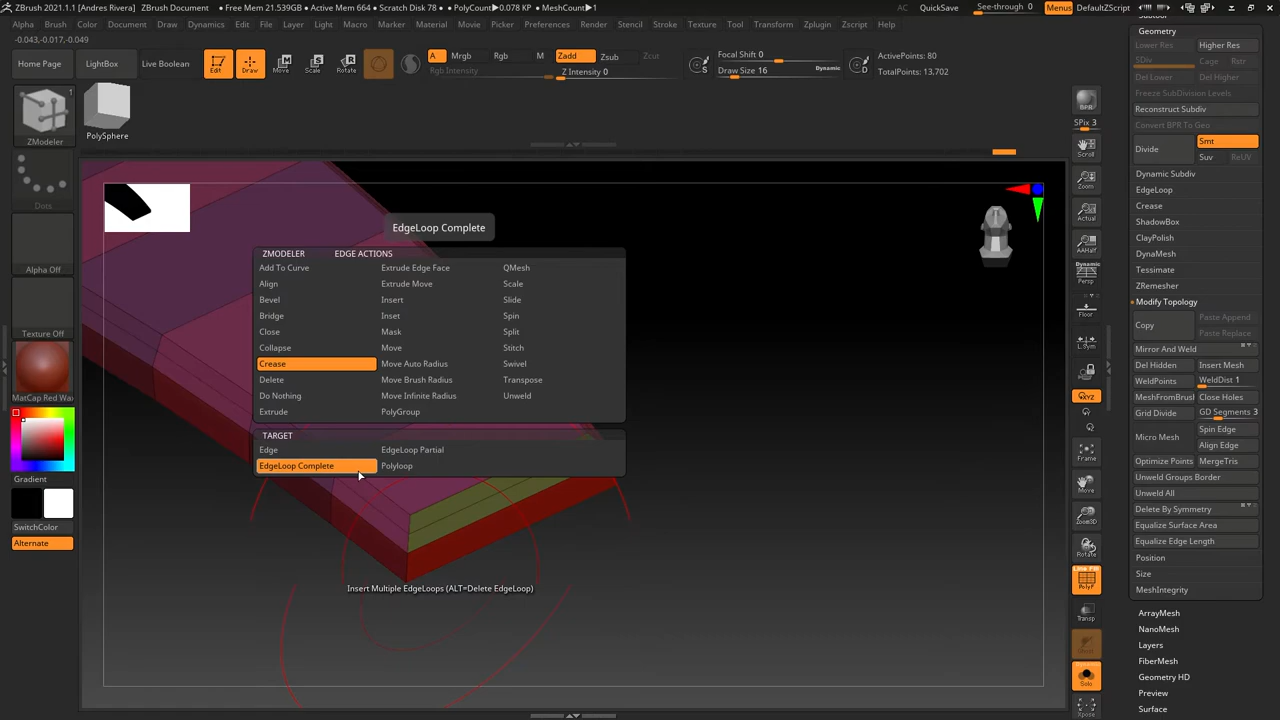 ZBrush 2021.1.1 [Andres Rivera] ZBrush Document • Free Mem 21.539GB • Active Mem 664 • Scratch Disk 78 • PolyCount▸0.078 KP • MeshCount▸1 AC QuickSave See-through 0 Menus DefaultZScript
Alpha Brush Color Document Draw Dynamics Edit File Layer Light Macro Marker Material Movie Picker Preferences Render Stencil Stroke Texture Tool Transform Zplugin Zscript Help
-0.043,-0.017,-0.049
Home Page LightBox Live Boolean Edit Draw Move Scale Rotate
A Mrgb Rgb M Zadd Zsub Zcut
Rgb Intensity Z Intensity 0
Focal Shift 0
Draw Size 16 Dynamic
S D
ActivePoints: 80
TotalPoints: 13,702
1
ZModeler
PolySphere
Dots
Alpha Off
Texture Off
MatCap Red Wax
Gradient
SwitchColor
Alternate
EdgeLoop Complete
ZMODELER EDGE ACTIONS
Add To Curve Extrude Edge Face QMesh
Align Extrude Move Scale
Bevel Insert Slide
Bridge Inset Spin
Close Mask Split
Collapse Move Stitch
Crease Move Auto Radius Swivel
Delete Move Brush Radius Transpose
Do Nothing Move Infinite Radius Unweld
Extrude PolyGroup
TARGET
Edge EdgeLoop Partial
EdgeLoop Complete Polyloop
Insert Multiple EdgeLoops (ALT=Delete EdgeLoop)
BPR
SPix 3
Scroll
Zoom
Actual
AAHalf
Dynamic
Persp
Floor
L.Sym
XYZ
Frame
Move
Zoom3D
Rotate
Line Fill
PolyF
Transp
Solo
Xpose
Subtool
Geometry
Lower Res Higher Res
SDiv Cage Rstr
Del Lower Del Higher
Freeze SubDivision Levels
Reconstruct Subdiv
Convert BPR To Geo
Divide Smt
Suv ReUV
Dynamic Subdiv
EdgeLoop
Crease
ShadowBox
ClayPolish
DynaMesh
Tessimate
ZRemesher
Modify Topology
Copy Paste Append
Paste Replace
Mirror And Weld
Del Hidden Insert Mesh
WeldPoints WeldDist 1
MeshFromBrush Close Holes
Grid Divide GD Segments 3
Micro Mesh Spin Edge
Align Edge
Optimize Points MergeTris
Unweld Groups Border
Unweld All
Delete By Symmetry
Equalize Surface Area
Equalize Edge Length
Position
Size
MeshIntegrity
ArrayMesh
NanoMesh
Layers
FiberMesh
Geometry HD
Preview
Surface